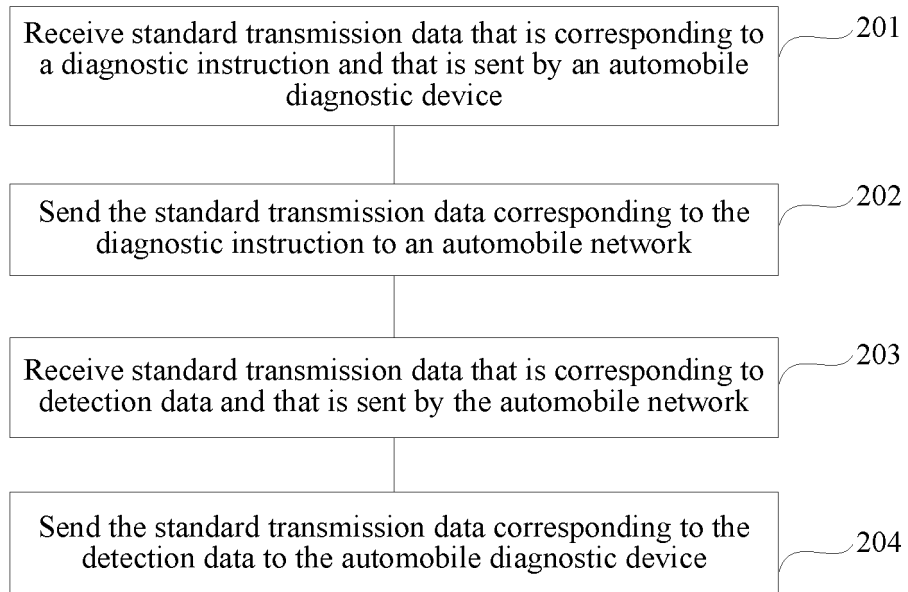 Receive standard transmission data that is corresponding to
a diagnostic instruction and that is sent by an automobile
diagnostic device
201
Send the standard transmission data corresponding to the
diagnostic instruction to an automobile network
202
Receive standard transmission data that is corresponding to
detection data and that is sent by the automobile network
203
Send the standard transmission data corresponding to the
detection data to the automobile diagnostic device
204